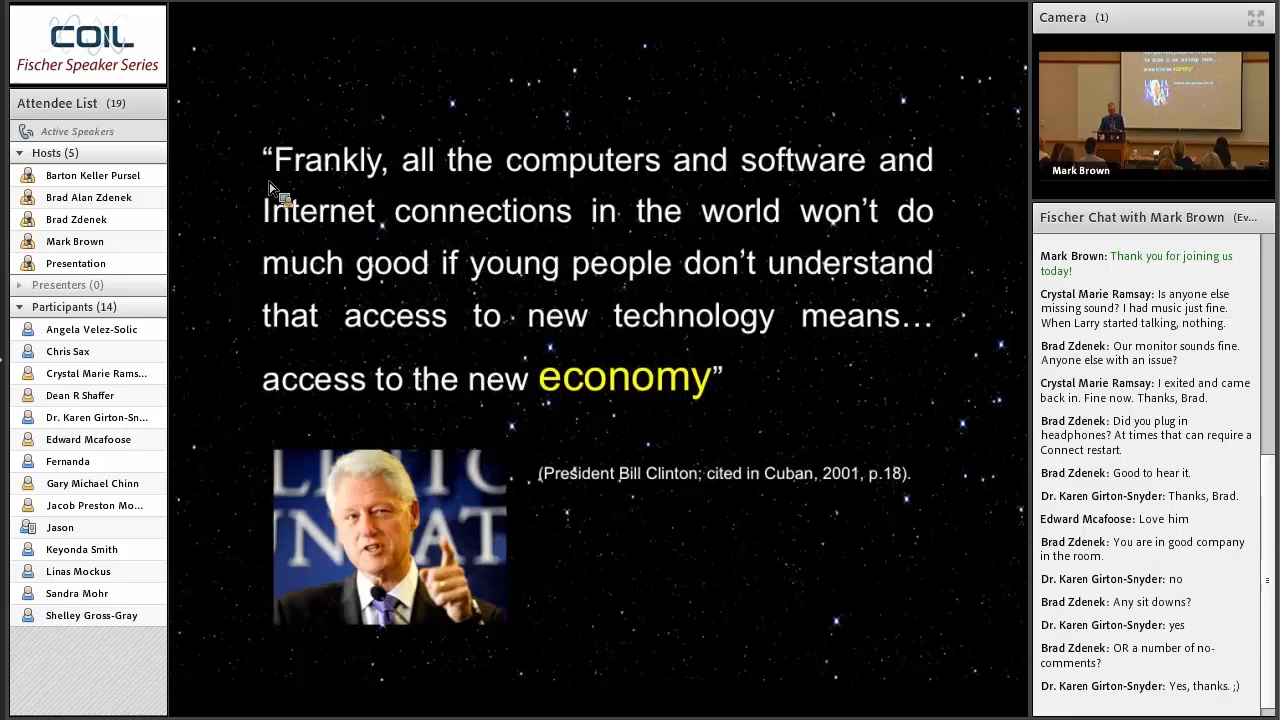 COIL
Fischer Speaker Series
Attendee List (19)
Active Speakers
Hosts (5)
Barton Keller Pursel
Brad Alan Zdenek
Brad Zdenek
Mark Brown
Presentation
Presenters (0)
Participants (14)
Angela Velez-Solic
Chris Sax
Crystal Marie Rams...
Dean R Shaffer
Dr. Karen Girton-Sn...
Edward Mcafoose
Fernanda
Gary Michael Chinn
Jacob Preston Mo...
Jason
Keyonda Smith
Linas Mockus
Sandra Mohr
Shelley Gross-Gray
“Frankly, all the computers and software and
Internet connections in the world won’t do
much good if young people don’t understand
that access to new technology means…
access to the new economy”
(President Bill Clinton; cited in Cuban, 2001, p.18).
Camera (1)
economy
Mark Brown
Fischer Chat with Mark Brown (Ev...
Mark Brown: Thank you for joining us
today!
Crystal Marie Ramsay: Is anyone else
missing sound? I had music just fine.
When Larry started talking, nothing.
Brad Zdenek: Our monitor sounds fine.
Anyone else with an issue?
Crystal Marie Ramsay: I exited and came
back in. Fine now. Thanks, Brad.
Brad Zdenek: Did you plug in
headphones? At times that can require a
Connect restart.
Brad Zdenek: Good to hear it.
Dr. Karen Girton-Snyder: Thanks, Brad.
Edward Mcafoose: Love him
Brad Zdenek: You are in good company
in the room.
Dr. Karen Girton-Snyder: no
Brad Zdenek: Any sit downs?
Dr. Karen Girton-Snyder: yes
Brad Zdenek: OR a number of no-
comments?
Dr. Karen Girton-Snyder: Yes, thanks. ;)